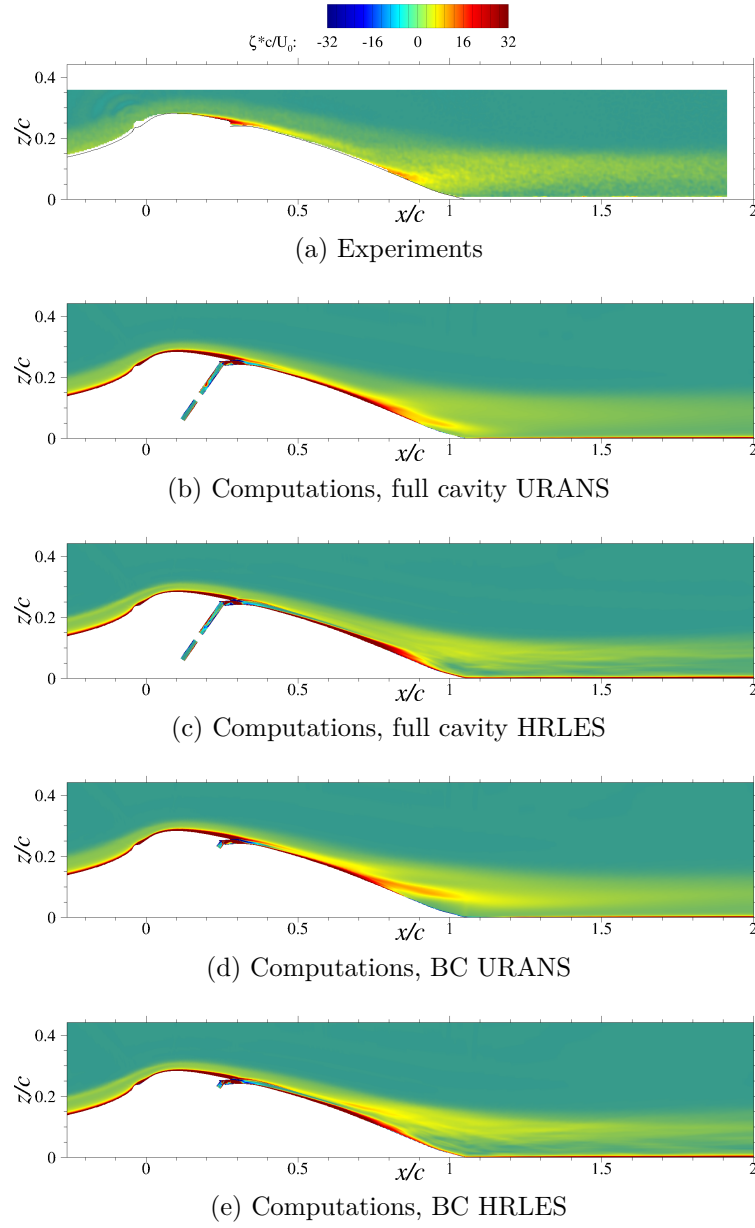 ζ*c/U₀: -32 -16 0 16 32
z/c
0.4
0.2
0
0 0.5 1 1.5 2
x/c
(a) Experiments
z/c
0.4
0.2
0
0 0.5 1 1.5 2
x/c
(b) Computations, full cavity URANS
z/c
0.4
0.2
0
0 0.5 1 1.5 2
x/c
(c) Computations, full cavity HRLES
z/c
0.4
0.2
0
0 0.5 1 1.5 2
x/c
(d) Computations, BC URANS
z/c
0.4
0.2
0
0 0.5 1 1.5 2
x/c
(e) Computations, BC HRLES